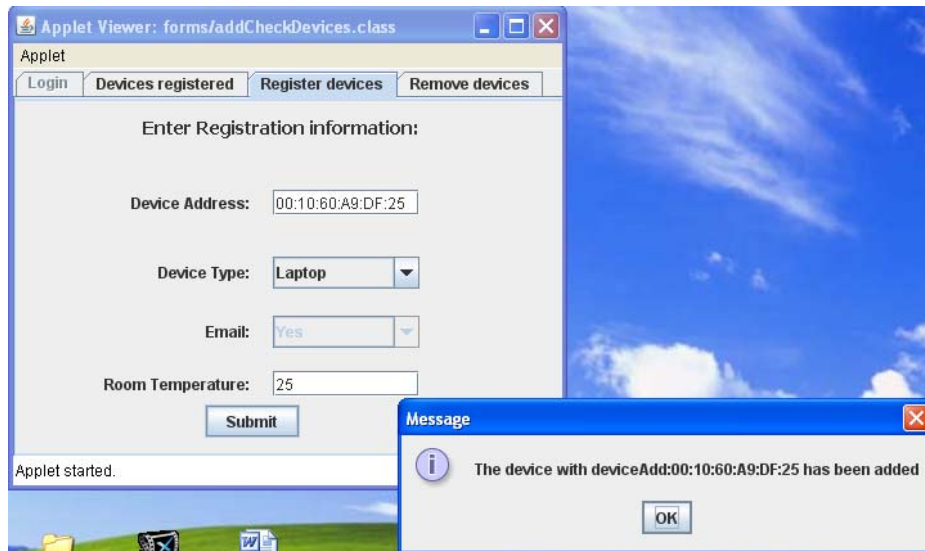 Applet Viewer: forms/addCheckDevices.class
Applet
Login Devices registered Register devices Remove devices
Enter Registration information:
Device Address: 00:10:60:A9:DF:25
Device Type: Laptop
Email: Yes
Room Temperature: 25
Submit
Applet started.
Message
The device with deviceAdd:00:10:60:A9:DF:25 has been added
OK